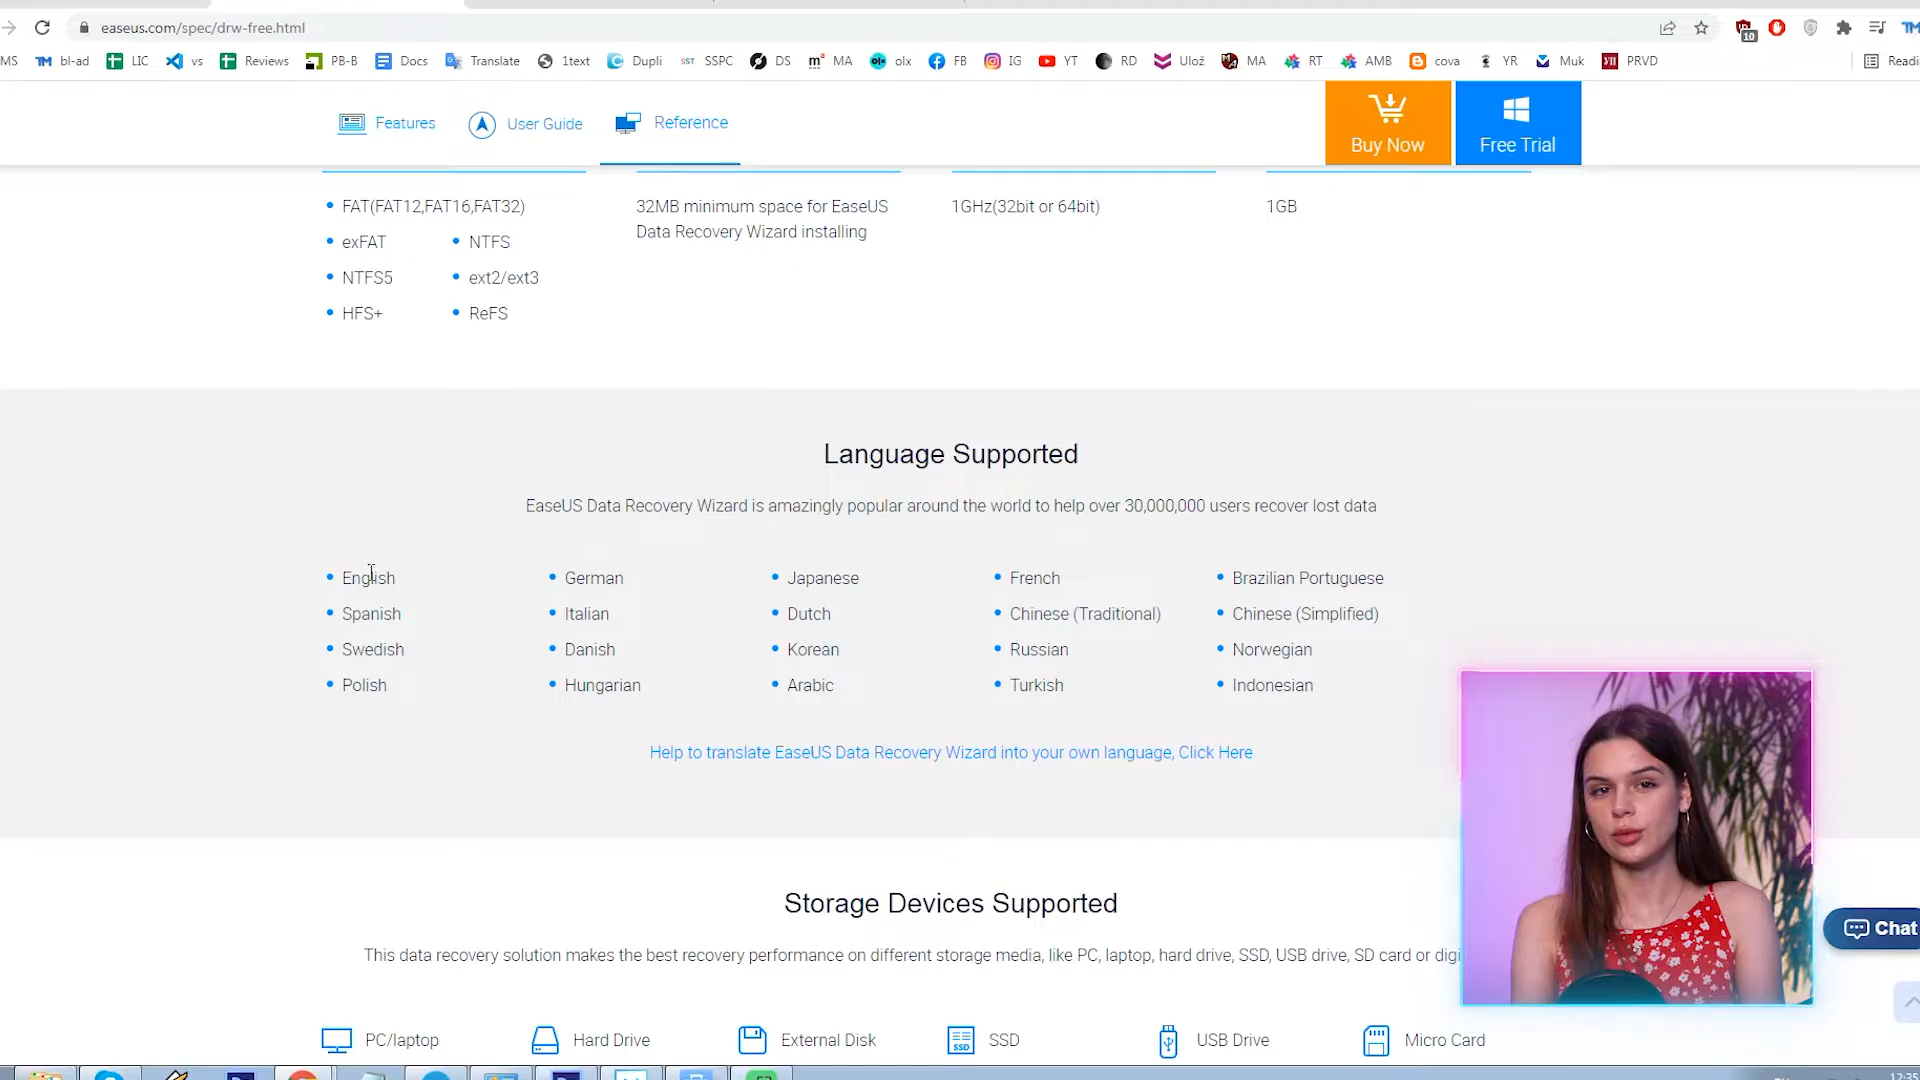 easeus.com/spec/drw-free.html
10
MS bl-ad LIC vs Reviews PB-B Docs Translate 1text Dupli SST SSPC DS m² MA olx FB IG YT RD Ulož MA RT AMB cova YR Muk PRVD
Features User Guide Reference Buy Now Free Trial
FAT(FAT12,FAT16,FAT32)
exFAT NTFS
NTFS5 ext2/ext3
HFS+ ReFS
32MB minimum space for EaseUS
Data Recovery Wizard installing
1GHz(32bit or 64bit)
1GB
Language Supported
EaseUS Data Recovery Wizard is amazingly popular around the world to help over 30,000,000 users recover lost data
English German Japanese French Brazilian Portuguese
Spanish Italian Dutch Chinese (Traditional) Chinese (Simplified)
Swedish Danish Korean Russian Norwegian
Polish Hungarian Arabic Turkish Indonesian
Help to translate EaseUS Data Recovery Wizard into your own language, Click Here
Storage Devices Supported
Chat
This data recovery solution makes the best recovery performance on different storage media, like PC, laptop, hard drive, SSD, USB drive, SD card or digi
PC/laptop Hard Drive External Disk SSD USB Drive Micro Card
12:35